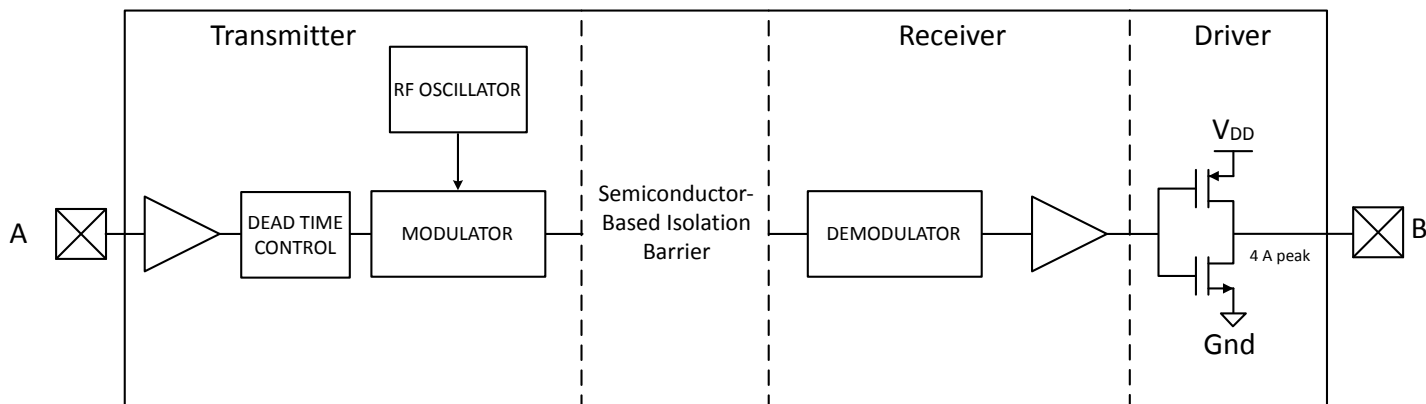 Transmitter
Receiver
Driver
RF OSCILLATOR
VDD
A
DEAD TIME
CONTROL
MODULATOR
Semiconductor-
Based Isolation
Barrier
DEMODULATOR
4 A peak
B
Gnd